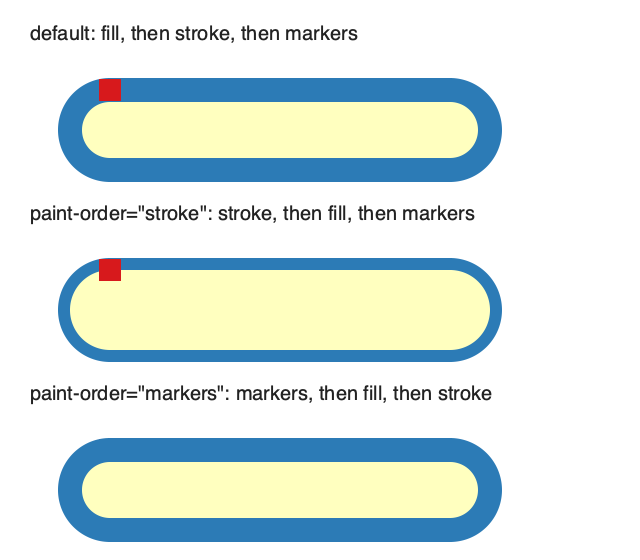 default: fill, then stroke, then markers
paint-order="stroke": stroke, then fill, then markers
paint-order="markers": markers, then fill, then stroke